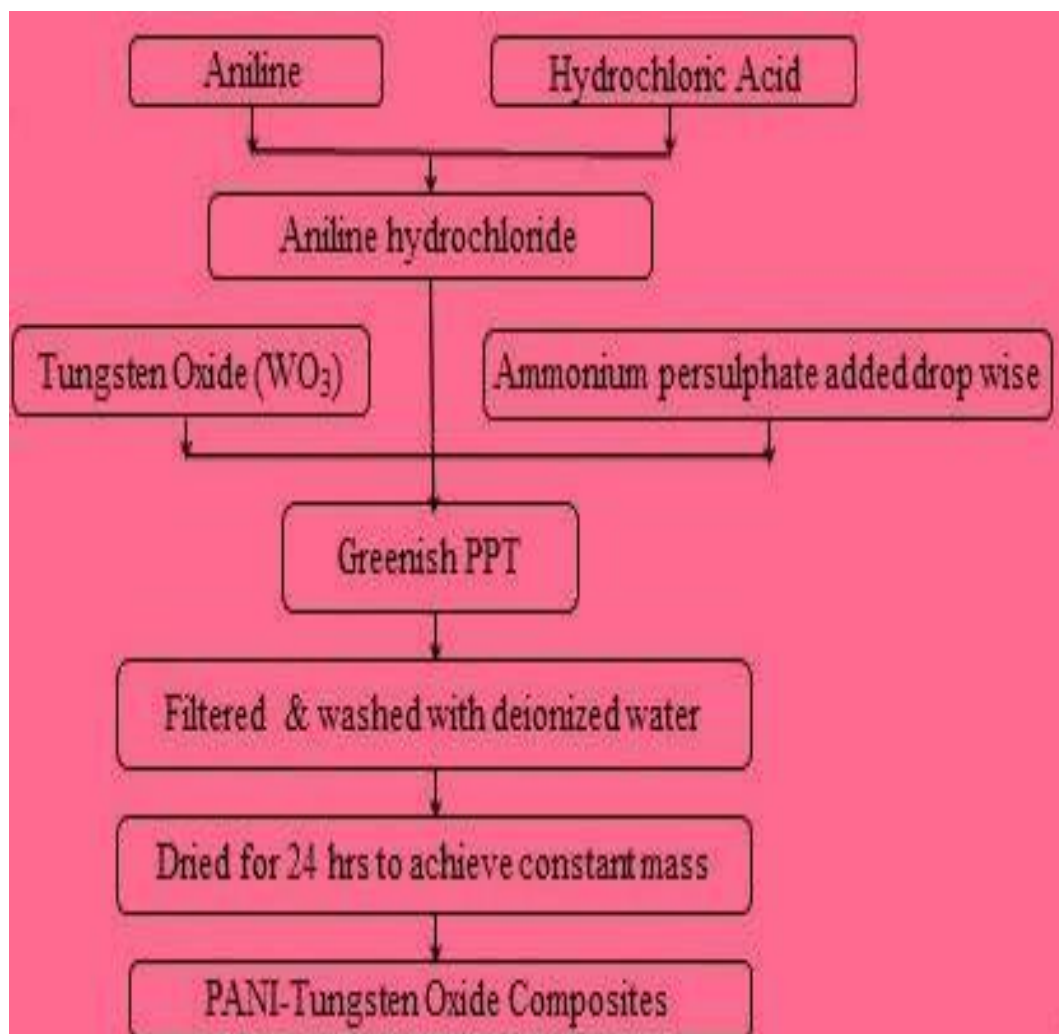 Aniline
Hydrochloric Acid
Aniline hydrochloride
Tungsten Oxide (WO₃)
Ammonium persulphate added drop wise
Greenish PPT
Filtered & washed with deionized water
Dried for 24 hrs to achieve constant mass
PANI-Tungsten Oxide Composites